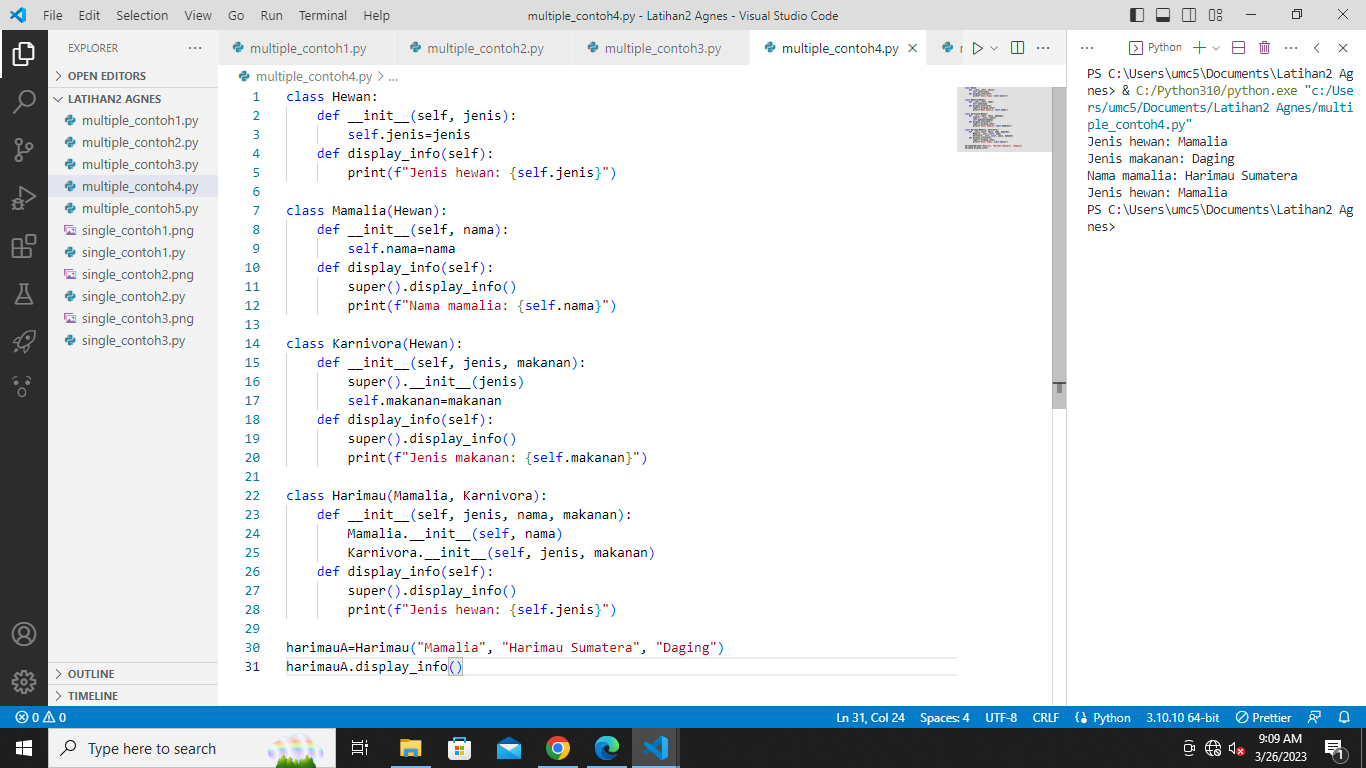 File Edit Selection View Go Run Terminal Help multiple_contoh4.py - Latihan2 Agnes - Visual Studio Code
EXPLORER
OPEN EDITORS
LATIHAN2 AGNES
multiple_contoh1.py
multiple_contoh2.py
multiple_contoh3.py
multiple_contoh4.py
multiple_contoh5.py
single_contoh1.png
single_contoh1.py
single_contoh2.png
single_contoh2.py
single_contoh3.png
single_contoh3.py
OUTLINE
TIMELINE
multiple_contoh1.py multiple_contoh2.py multiple_contoh3.py multiple_contoh4.py
multiple_contoh4.py > ...
1 class Hewan:
2     def __init__(self, jenis):
3         self.jenis=jenis
4     def display_info(self):
5         print(f"Jenis hewan: {self.jenis}")
6
7 class Mamalia(Hewan):
8     def __init__(self, nama):
9         self.nama=nama
10     def display_info(self):
11         super().display_info()
12         print(f"Nama mamalia: {self.nama}")
13
14 class Karnivora(Hewan):
15     def __init__(self, jenis, makanan):
16         super().__init__(jenis)
17         self.makanan=makanan
18     def display_info(self):
19         super().display_info()
20         print(f"Jenis makanan: {self.makanan}")
21
22 class Harimau(Mamalia, Karnivora):
23     def __init__(self, jenis, nama, makanan):
24         Mamalia.__init__(self, nama)
25         Karnivora.__init__(self, jenis, makanan)
26     def display_info(self):
27         super().display_info()
28         print(f"Jenis hewan: {self.jenis}")
29
30 harimauA=Harimau("Mamalia", "Harimau Sumatera", "Daging")
31 harimauA.display_info()
Python
PS C:\Users\umc5\Documents\Latihan2 Ag
nes> & C:/Python310/python.exe "c:/Use
rs/umc5/Documents/Latihan2 Agnes/multi
ple_contoh4.py"
Jenis hewan: Mamalia
Jenis makanan: Daging
Nama mamalia: Harimau Sumatera
Jenis hewan: Mamalia
PS C:\Users\umc5\Documents\Latihan2 Ag
nes>
0 0 Ln 31, Col 24 Spaces: 4 UTF-8 CRLF Python 3.10.10 64-bit Prettier
Type here to search
9:09 AM
3/26/2023
1